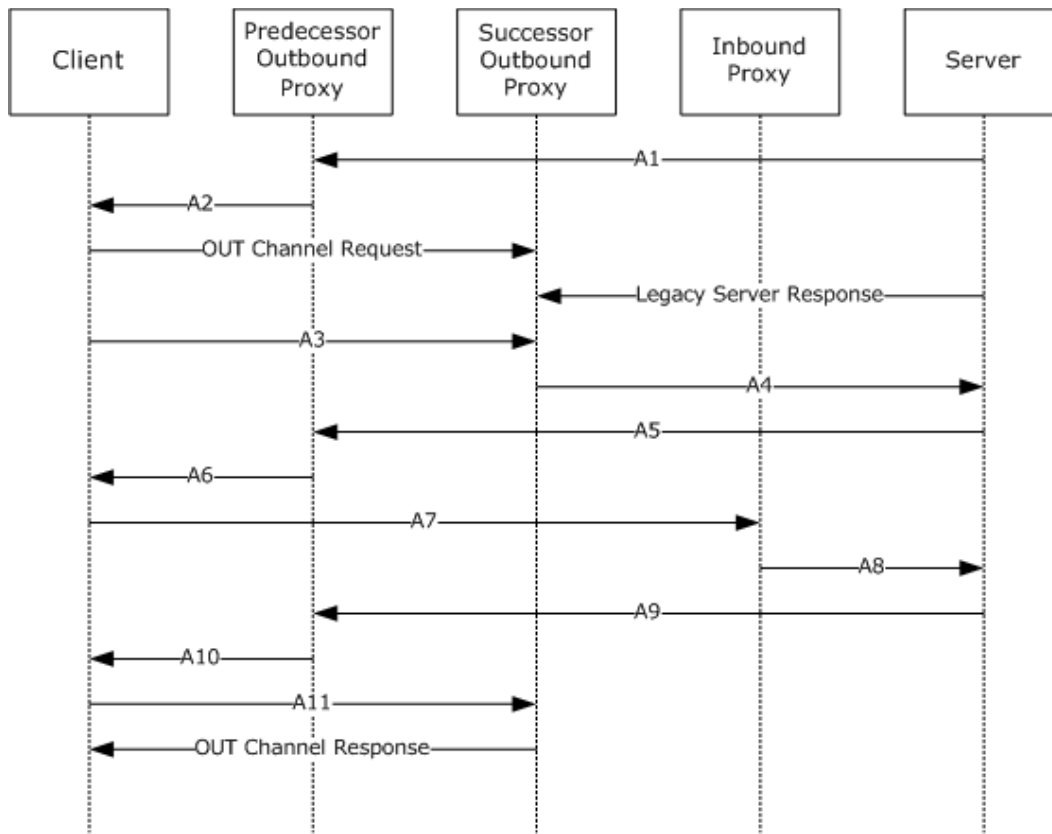 Client
Predecessor
Outbound
Proxy
Successor
Outbound
Proxy
Inbound
Proxy
Server
A1
A2
OUT Channel Request
Legacy Server Response
A3
A4
A5
A6
A7
A8
A9
A10
A11
OUT Channel Response